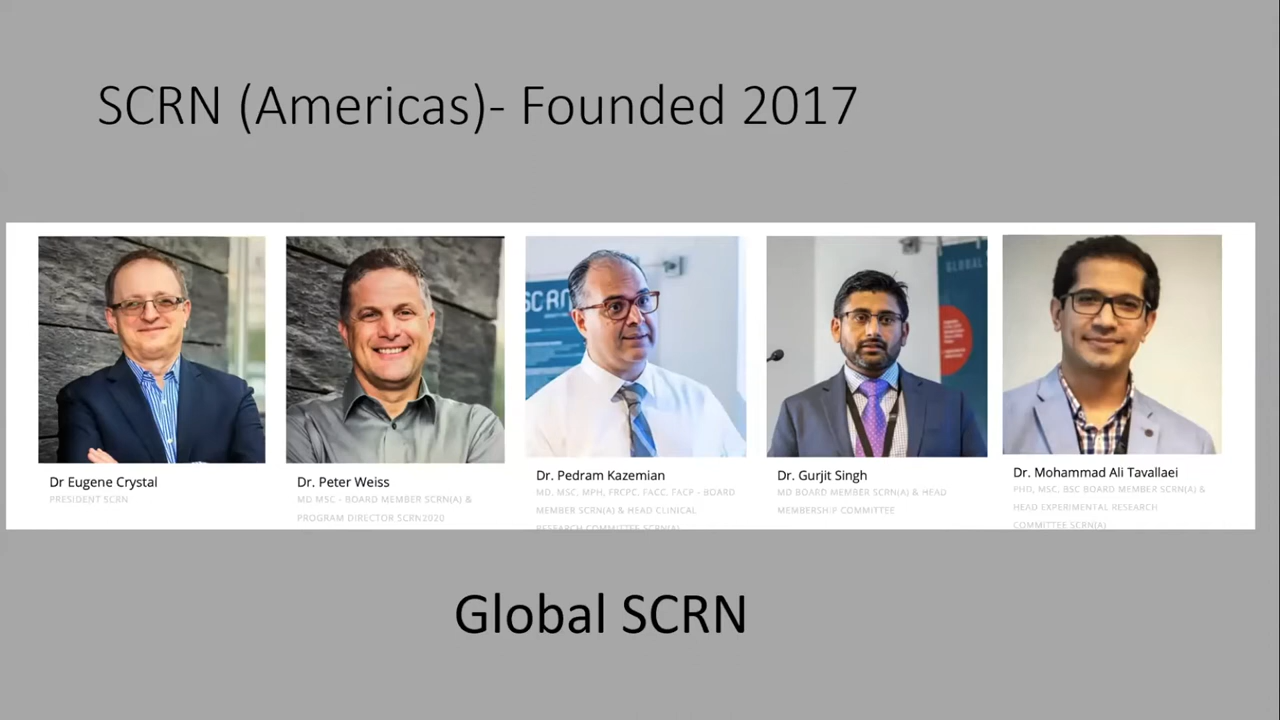 SCRN (Americas)- Founded 2017
SCRN
GLOBAL
Dr Eugene Crystal
PRESIDENT SCRN
Dr. Peter Weiss
MD MSC - BOARD MEMBER SCRN(A) &
PROGRAM DIRECTOR SCRN2020
Dr. Pedram Kazemian
MD, MSC, MPH, FRCPC, FACC, FACP - BOARD
MEMBER SCRN(A) & HEAD CLINICAL
RESEARCH COMMITTEE SCRN(A)
Dr. Gurjit Singh
MD BOARD MEMBER SCRN(A) & HEAD
MEMBERSHIP COMMITTEE
Dr. Mohammad Ali Tavallaei
PHD, MSC, BSC BOARD MEMBER SCRN(A) &
HEAD EXPERIMENTAL RESEARCH
COMMITTEE SCRN(A)
Global SCRN